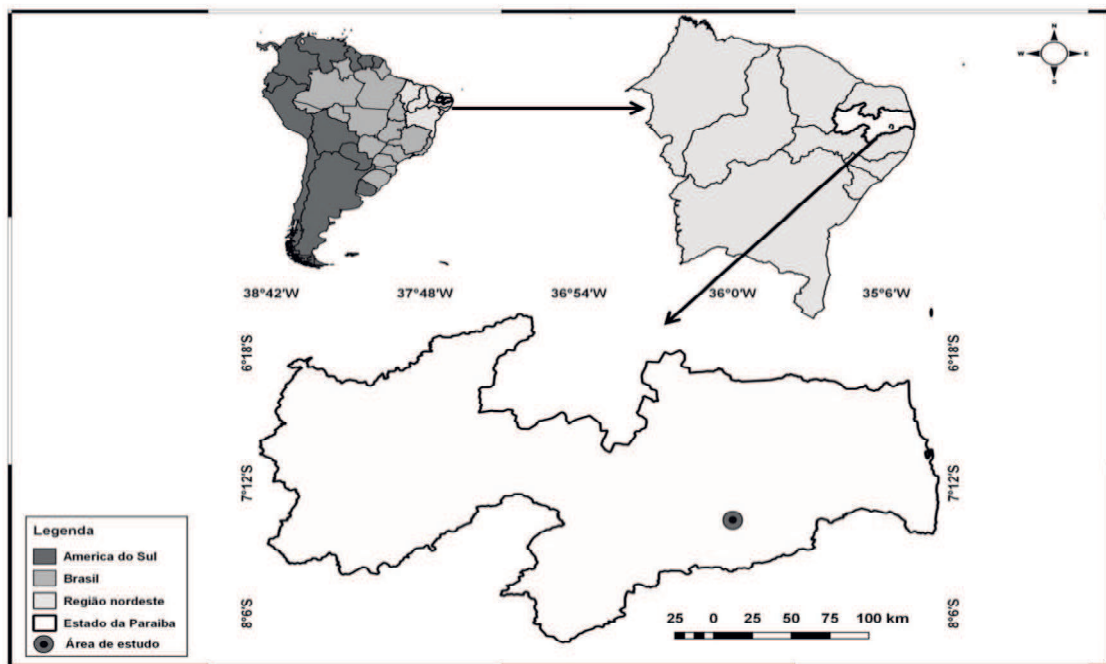 N
W E
S
38°42'W 37°48'W 36°54'W 36°0'W 35°6'W
6°18'S 6°18'S
7°12'S 7°12'S
8°6'S 8°6'S
Legenda
America do Sul
Brasil
Região nordeste
Estado da Paraiba
Área de estudo
25 0 25 50 75 100 km